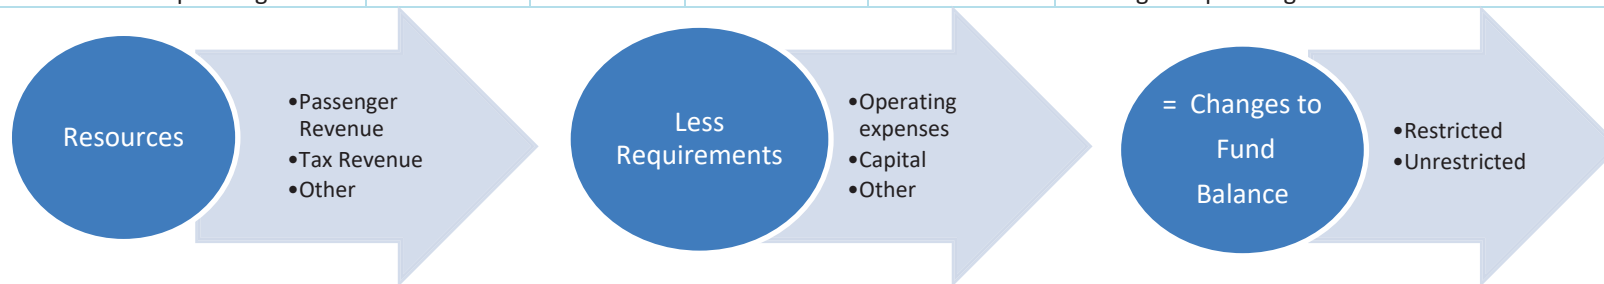 Resources
•Passenger
Revenue
•Tax Revenue
•Other
Less
Requirements
•Operating
expenses
•Capital
•Other
= Changes to
Fund
Balance
•Restricted
•Unrestricted